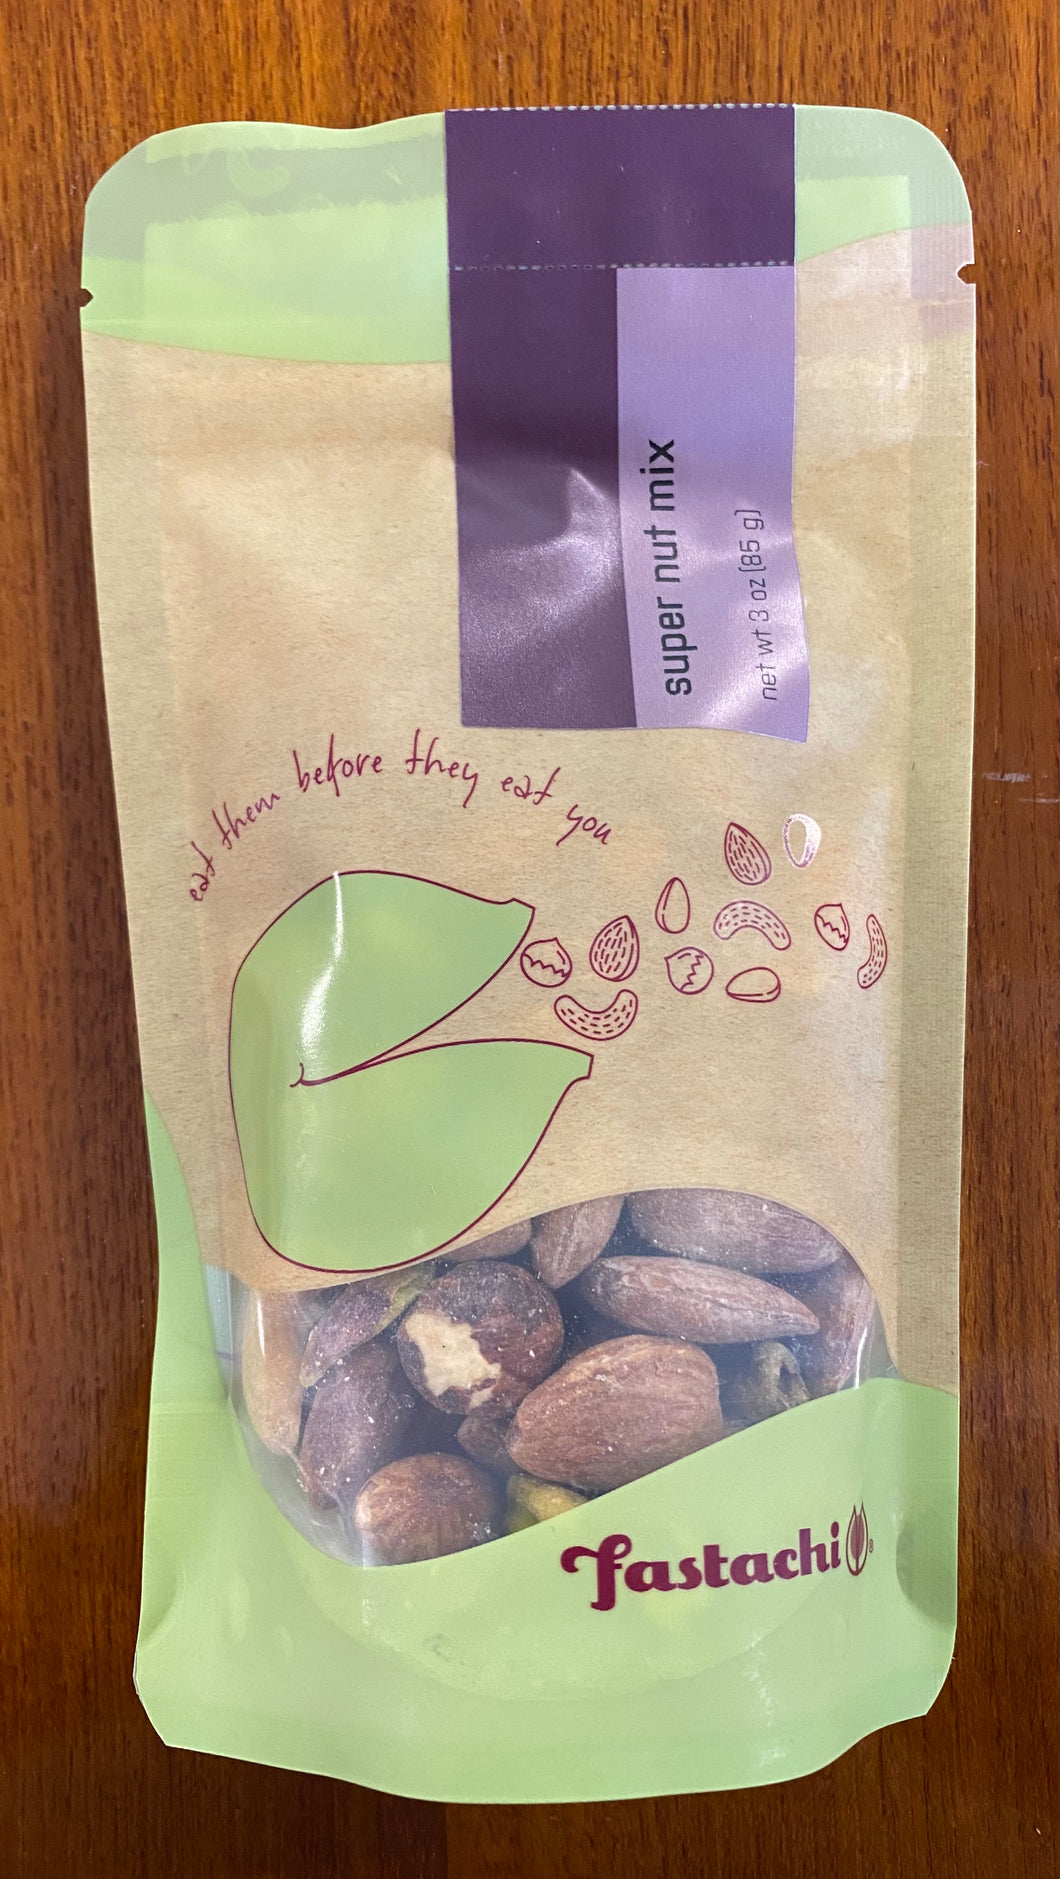 super nut mix
net wt 3 oz (85 g)
eat them before they eat you
fastachi®